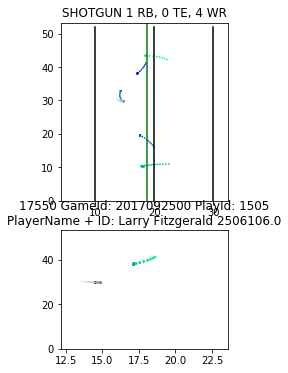 SHOTGUN 1 RB, 0 TE, 4 WR
50
40
30
20
10
0
10 20 30
17550 GameId: 2017092500 PlayId: 1505
PlayerName + ID: Larry Fitzgerald 2506106.0
40
20
0
12.5 15.0 17.5 20.0 22.5